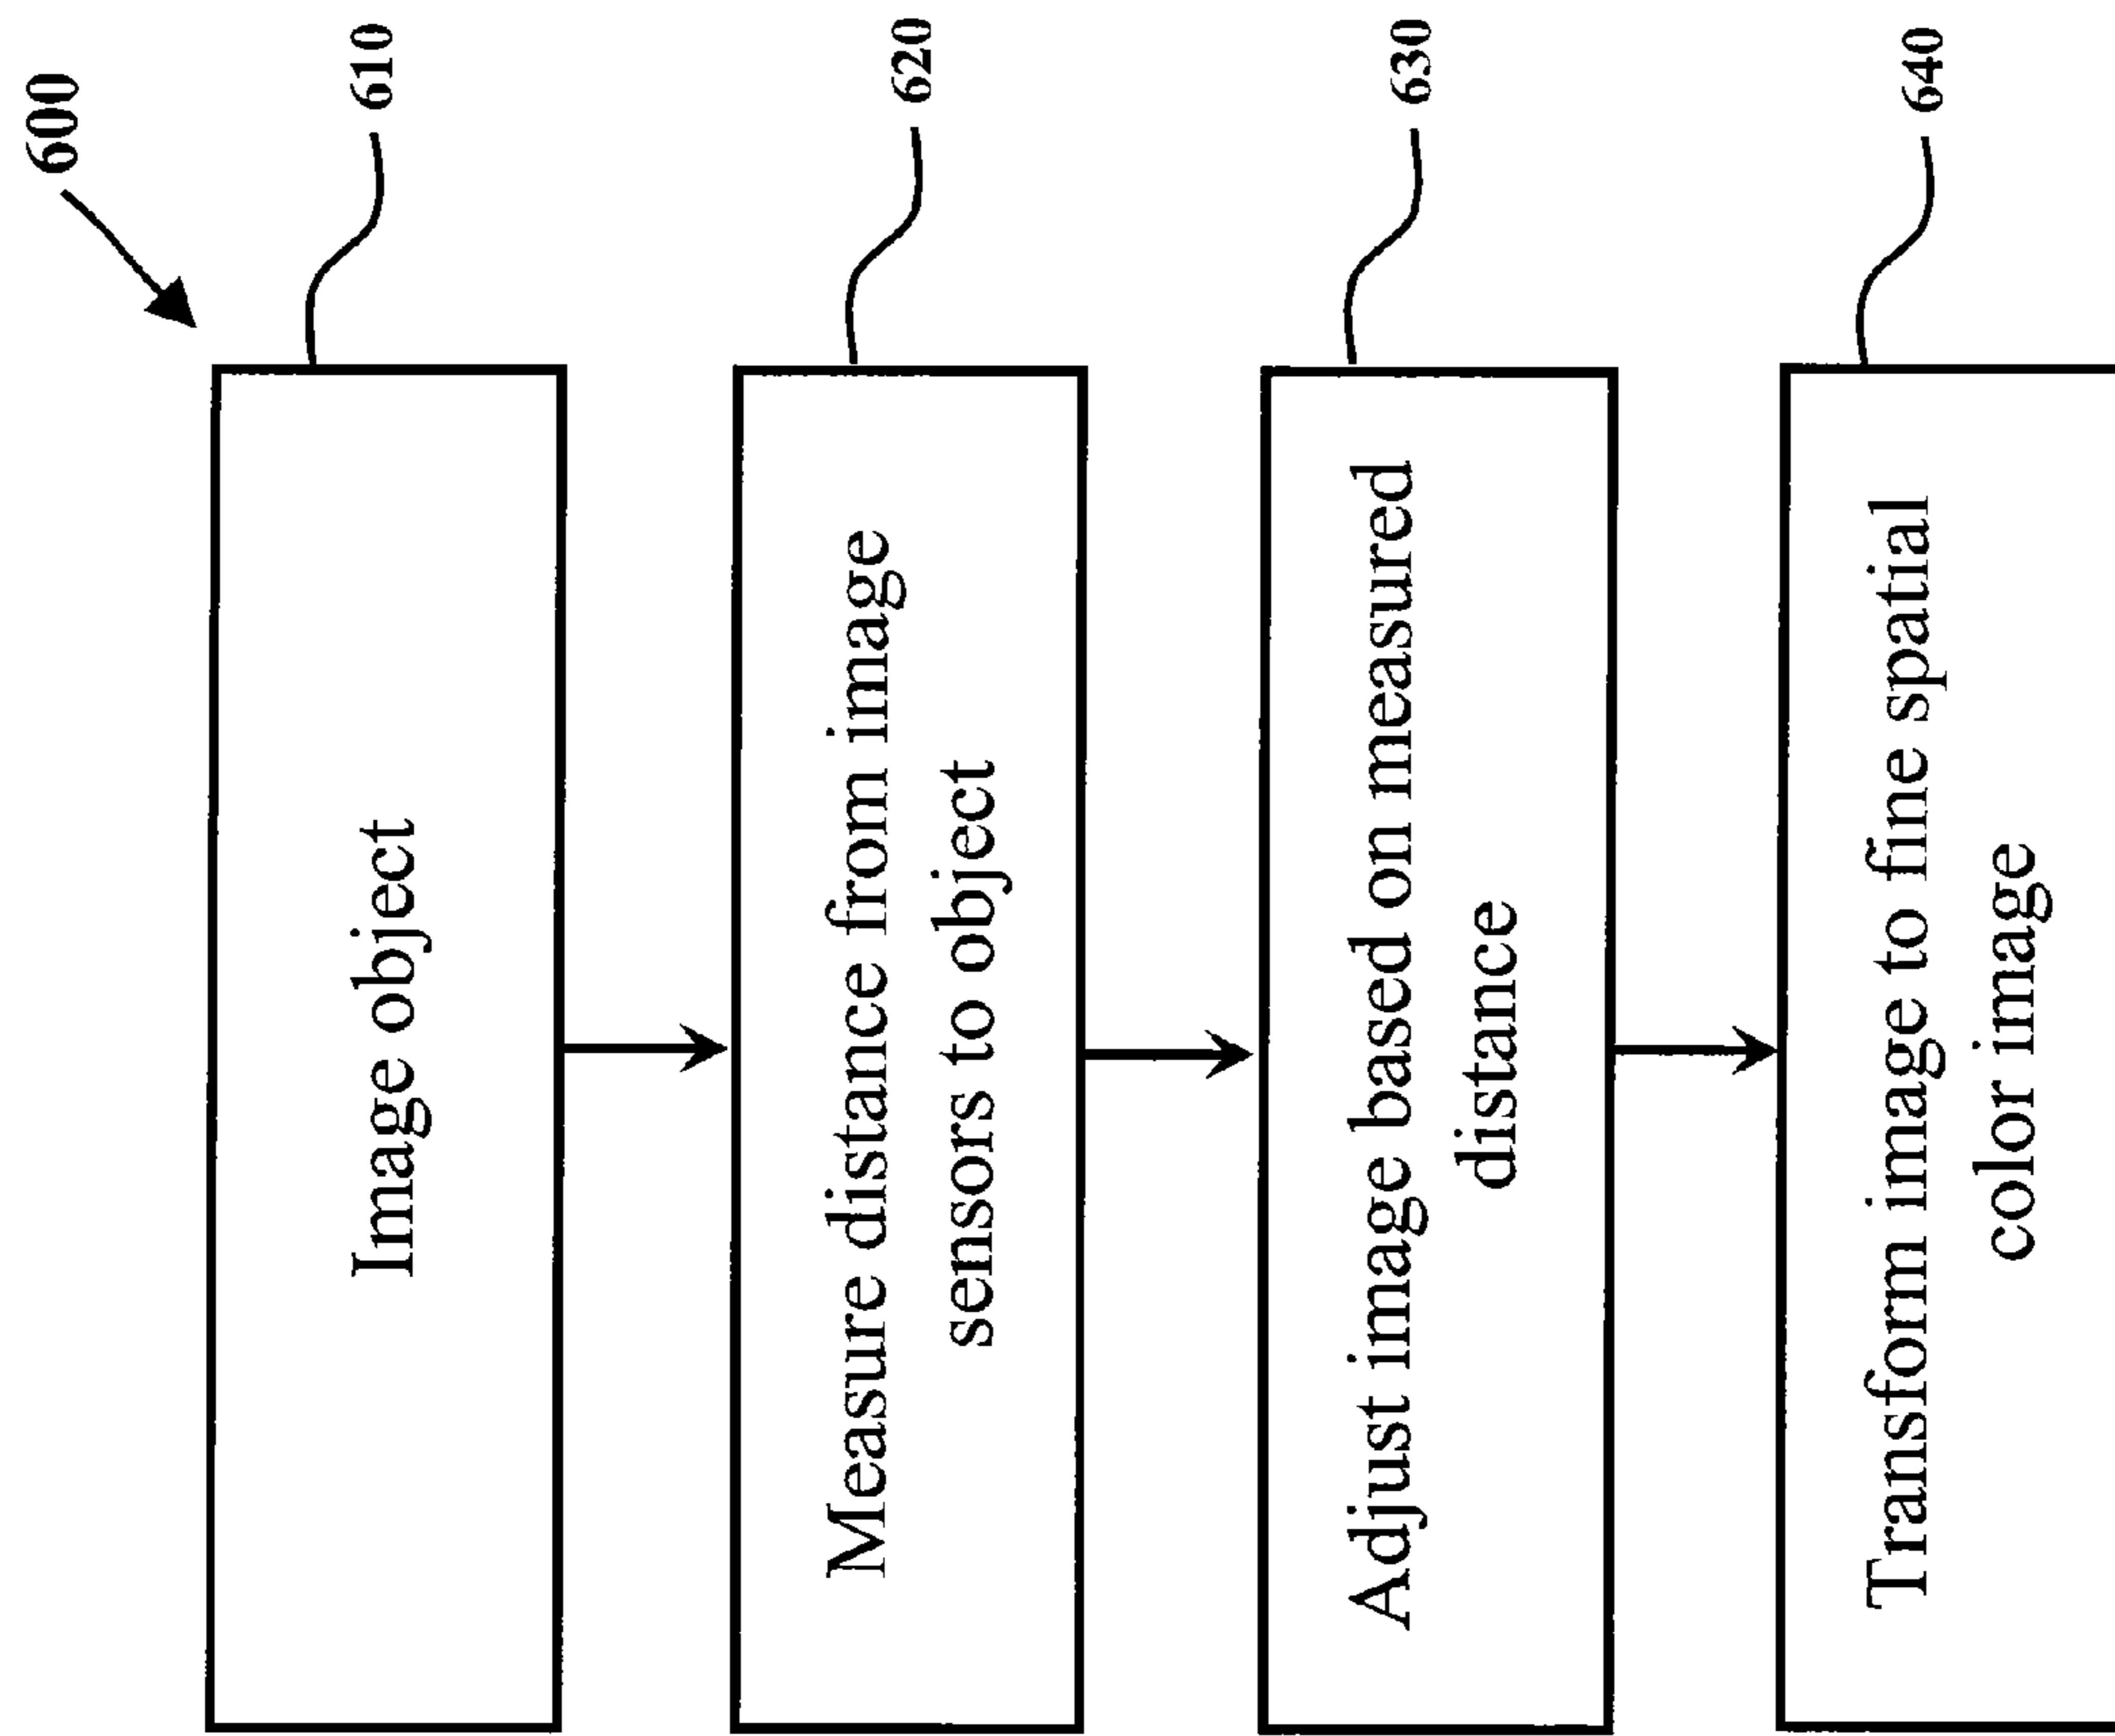 600
Image object
610
Measure distance from image
sensors to object
620
Adjust image based on measured
distance
630
Transform image to fine spatial
color image
640